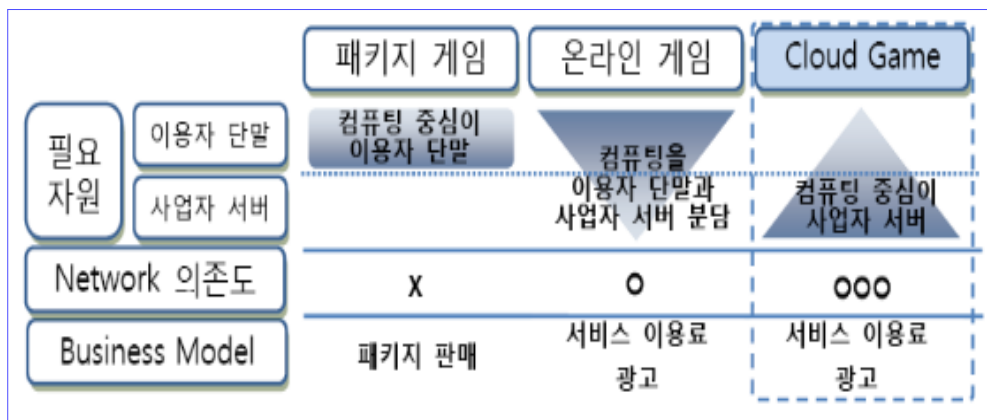 패키지 게임
온라인 게임
Cloud Game
필요
자원
이용자 단말
사업자 서버
컴퓨팅 중심이
이용자 단말
컴퓨팅을
이용자 단말과
사업자 서버 분담
컴퓨팅 중심이
사업자 서버
Network 의존도
X
O
OOO
Business Model
패키지 판매
서비스 이용료
광고
서비스 이용료
광고